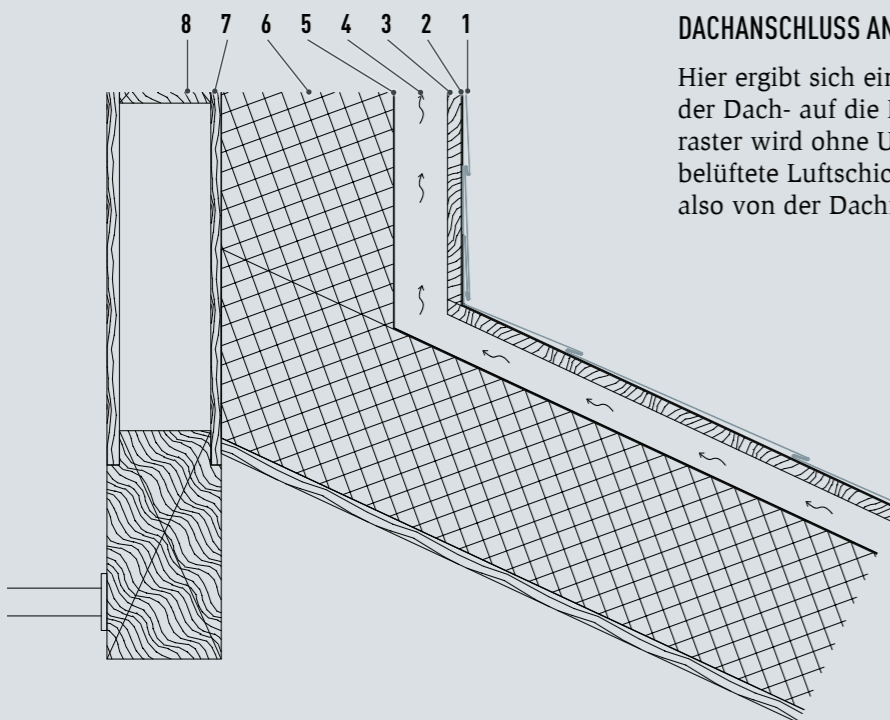 8 7 6 5 4 3 2 1
DACHANSCHLUSS AN
Hier ergibt sich ein
der Dach- auf die
raster wird ohne
belüftete Luftschic
also von der Dach